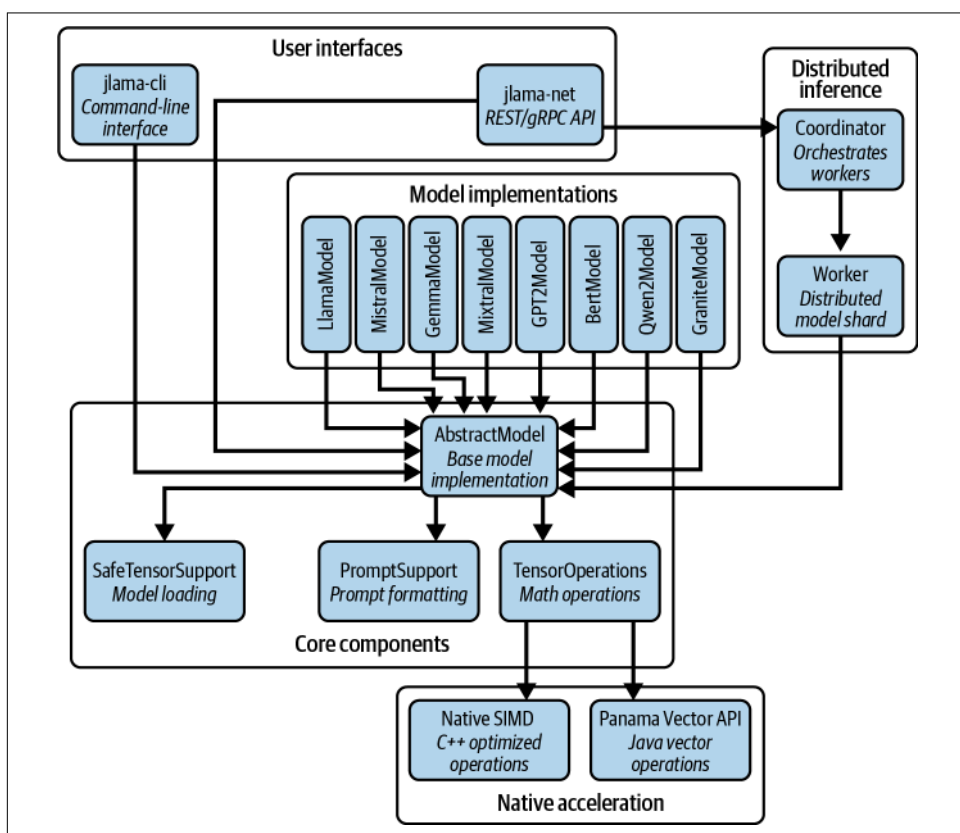 User interfaces
jlama-cli
Command-line
interface
jlama-net
REST/gRPC API
Distributed
inference
Coordinator
Orchestrates
workers
Worker
Distributed
model shard
Model implementations
LlamaModel
MistralModel
GemmaModel
MixtralModel
GPT2Model
BertModel
Qwen2Model
GraniteModel
AbstractModel
Base model
implementation
SafeTensorSupport
Model loading
PromptSupport
Prompt formatting
TensorOperations
Math operations
Core components
Native SIMD
C++ optimized
operations
Panama Vector API
Java vector
operations
Native acceleration